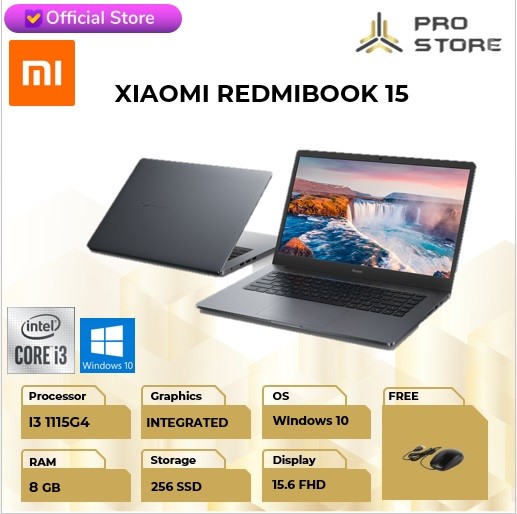 Official Store
PRO
STORE
mi
XIAOMI REDMIBOOK 15
intel
CORE i3
Windows 10
Processor
I3 1115G4
Graphics
INTEGRATED
OS
Windows 10
FREE
RAM
8 GB
Storage
256 SSD
Display
15.6 FHD